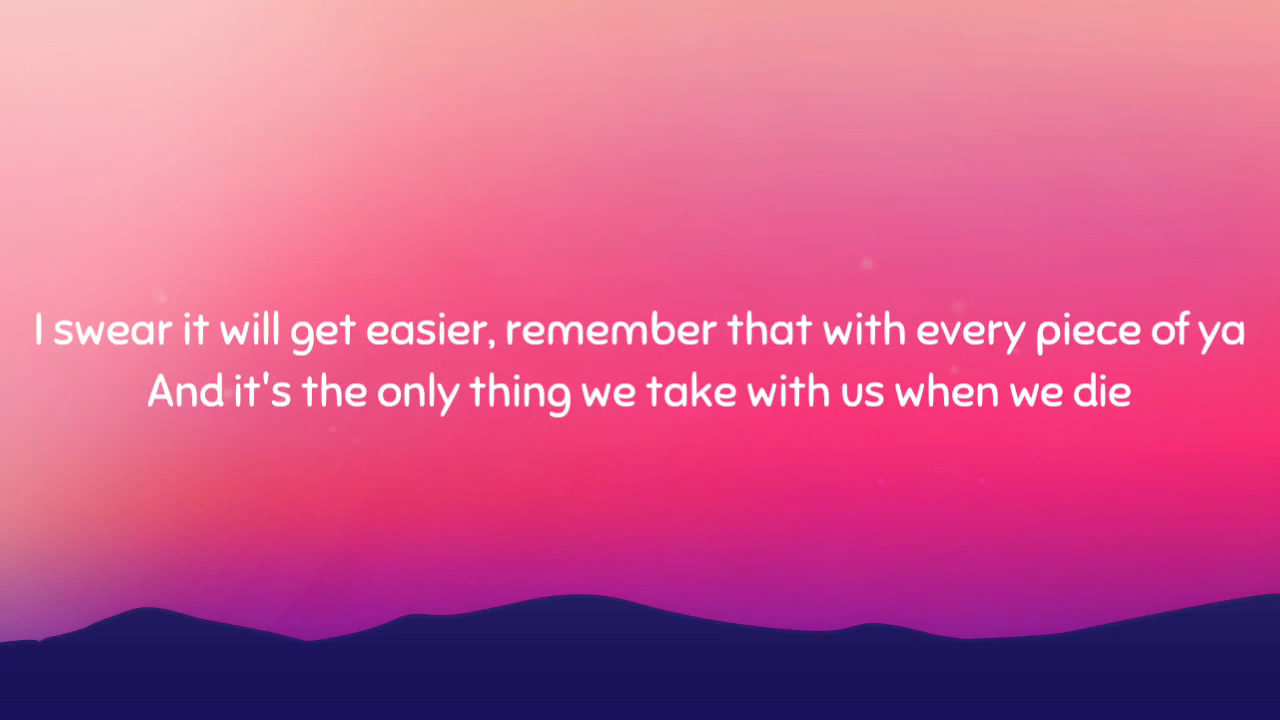 I swear it will get easier, remember that with every piece of ya
And it's the only thing we take with us when we die